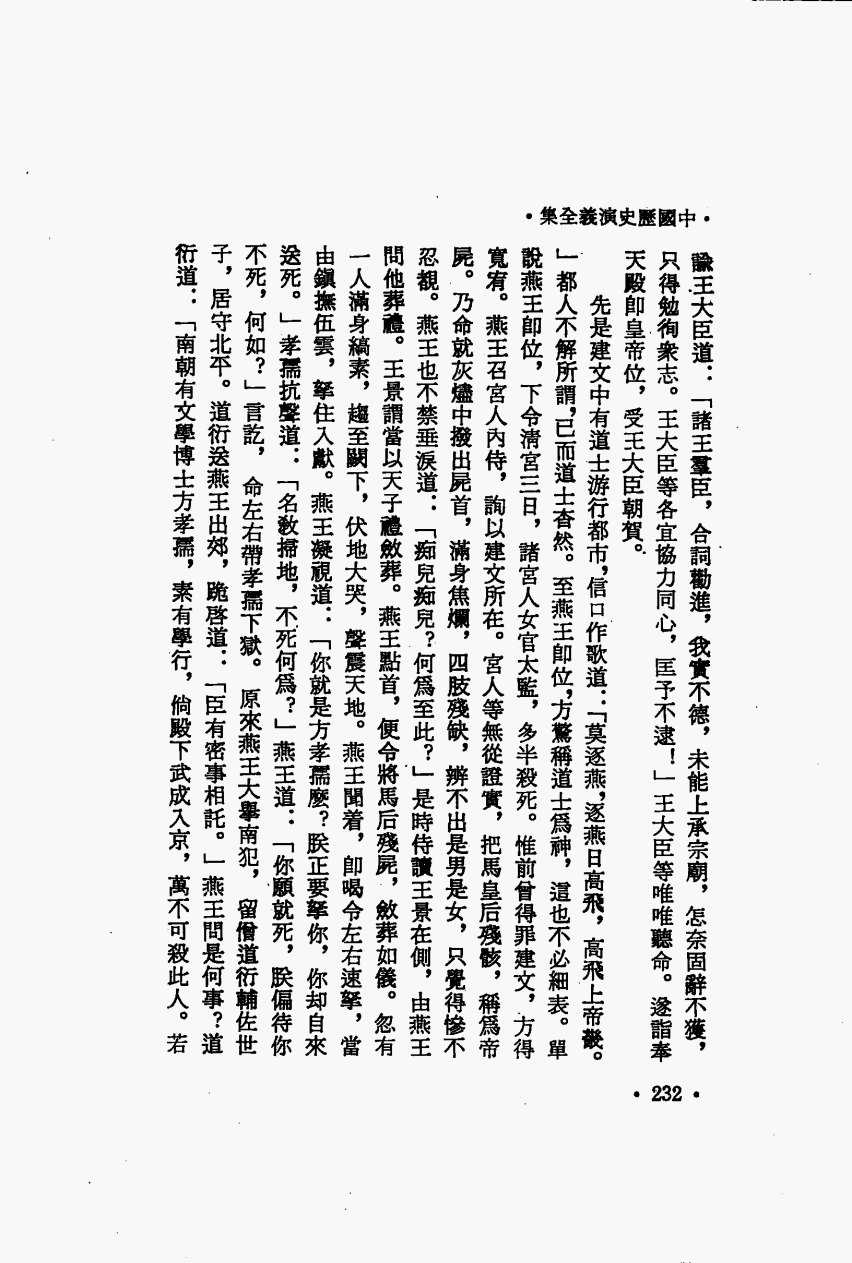 •中國歷史演義全集•
諭王大臣道：「諸王羣臣，合詞勸進，我實不德，未能上承宗廟，怎奈固辭不獲，
只得勉徇衆志。王大臣等各宜協力同心，匡予不逮！」王大臣等唯唯聽命。遂詣奉
天殿卽皇帝位，受王大臣朝賀。
先是建文中有道士游行都市，信口作歌道：「莫逐燕，逐燕日高飛，高飛上帝畿。
」都人不解所謂，已而道士杳然。至燕王卽位，方驚稱道士爲神，這也不必細表。單
說燕王卽位，下令清宮三日，諸宮人女官太監，多半殺死。惟前曾得罪建文，方得
寬宥。燕王召宮人內侍，詢以建文所在。宮人等無從證實，把馬皇后殘骸，稱爲帝
屍。乃命就灰燼中撥出屍首，滿身焦爛，四肢殘缺，辨不出是男是女，只覺得慘不
忍覩。燕王也不禁垂淚道：「痴兒痴兒？何爲至此？」是時侍讀王景在側，由燕王
問他葬禮。王景謂當以天子禮斂葬。燕王點首，便令將馬后殘屍，斂葬如儀。忽有
一人滿身縞素，趨至闕下，伏地大哭，聲震天地。燕王聞着，卽喝令左右速拏，當
由鎭撫伍雲，拏住入獻。燕王凝視道：「你就是方孝孺麼？朕正要拏你，你却自來
送死。」孝孺抗聲道：「名教掃地，不死何爲？」燕王道：「你願就死，朕偏待你
不死，何如？」言訖，命左右帶孝孺下獄。原來燕王大擧南犯，留僧道衍輔佐世
子，居守北平。道衍送燕王出郊，跪啓道：「臣有密事相託。」燕王問是何事？道
衍道：「南朝有文學博士方孝孺，素有學行，倘殿下武成入京，萬不可殺此人。若
•232•